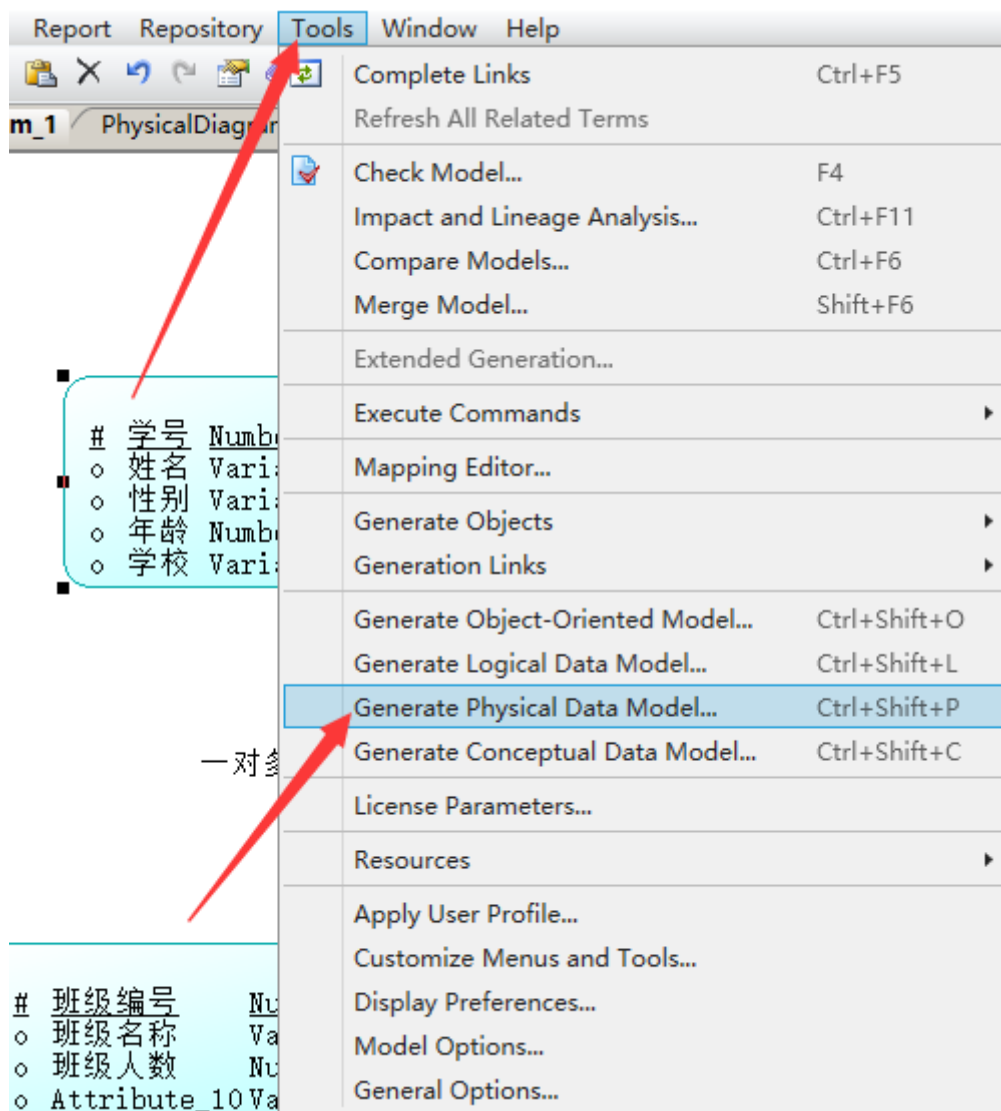 Report Repository Tools Window Help
m_1 PhysicalDiagram
Complete Links Ctrl+F5
Refresh All Related Terms
Check Model... F4
Impact and Lineage Analysis... Ctrl+F11
Compare Models... Ctrl+F6
Merge Model... Shift+F6
Extended Generation...
Execute Commands
Mapping Editor...
Generate Objects
Generation Links
Generate Object-Oriented Model... Ctrl+Shift+O
Generate Logical Data Model... Ctrl+Shift+L
Generate Physical Data Model... Ctrl+Shift+P
Generate Conceptual Data Model... Ctrl+Shift+C
License Parameters...
Resources
Apply User Profile...
Customize Menus and Tools...
Display Preferences...
Model Options...
General Options...
# 学号 Numb
o 姓名 Vari
o 性别 Vari
o 年龄 Numb
o 学校 Vari
一对多
# 班级编号 Nu
o 班级名称 Va
o 班级人数 Nu
o Attribute_10 Va